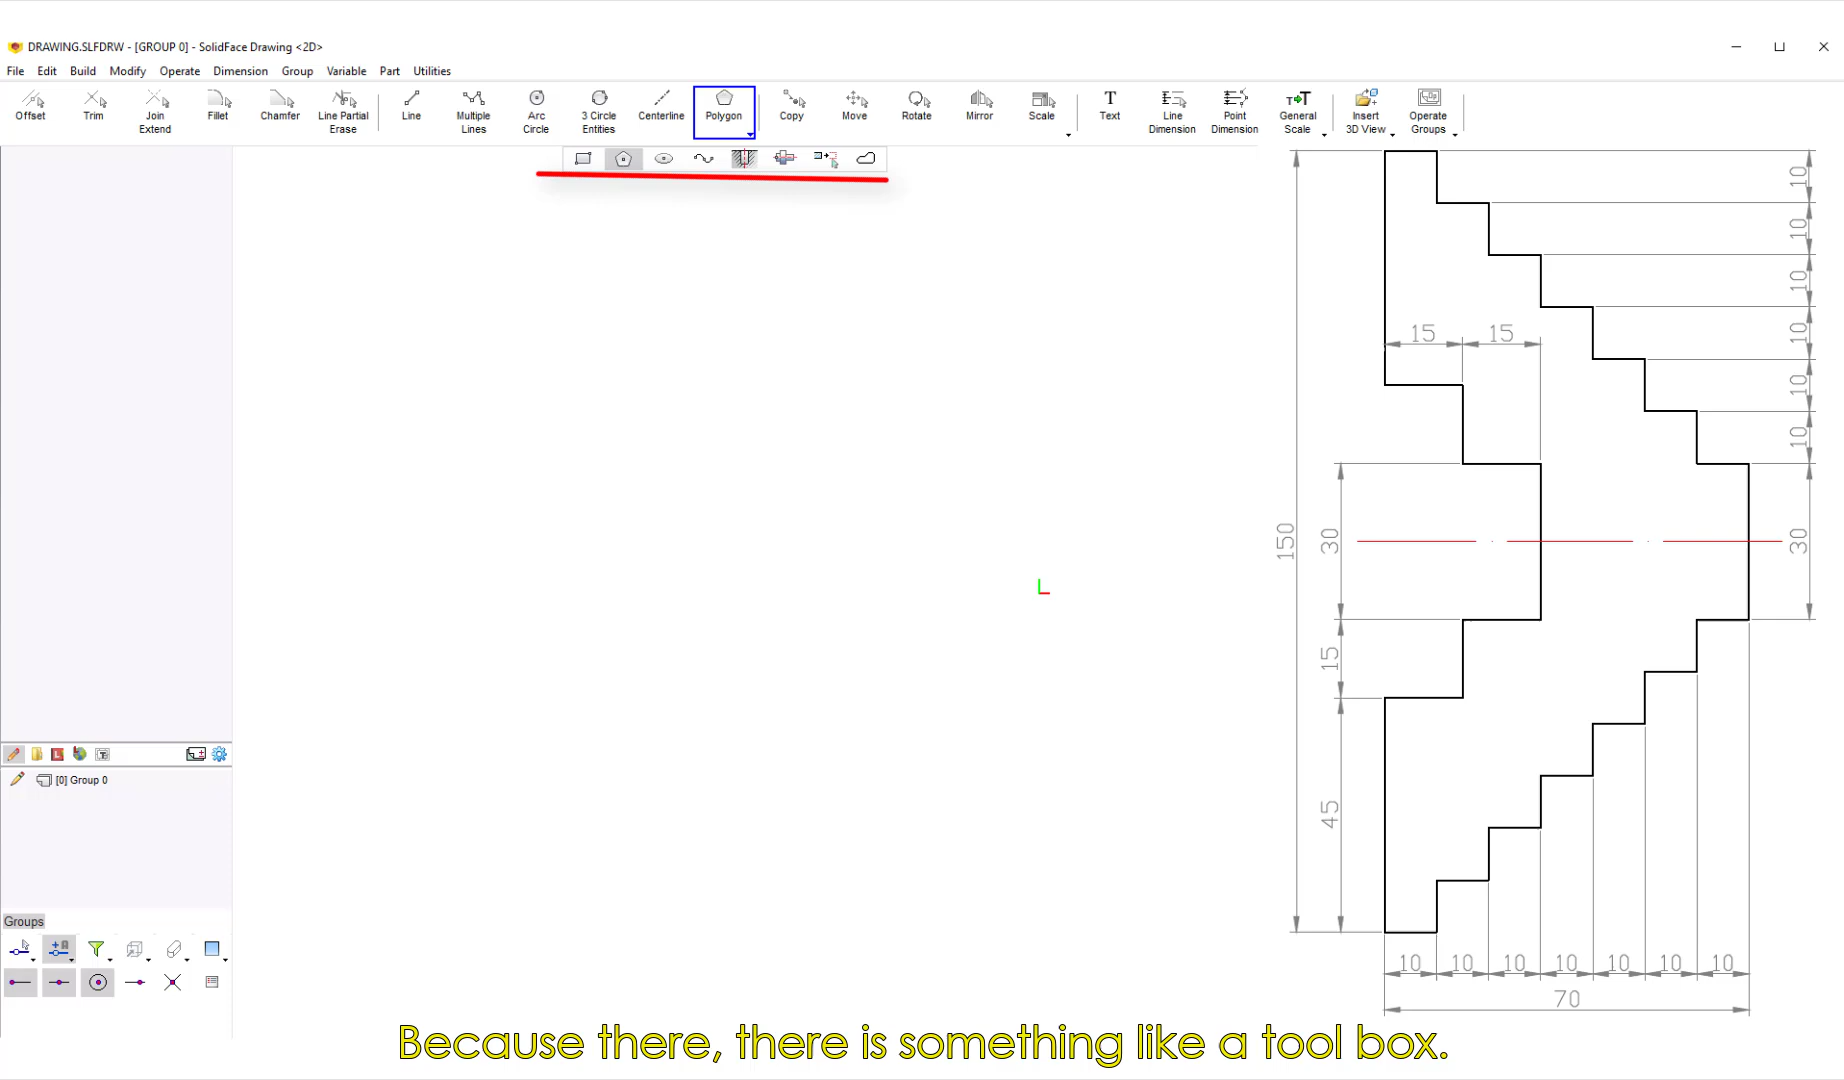 DRAWING.SLFDRW - [GROUP 0] - SolidFace Drawing <2D>
File Edit Build Modify Operate Dimension Group Variable Part Utilities
Offset
Trim
Join
Extend
Fillet
Chamfer
Line Partial
Erase
Line
Multiple
Lines
Arc
Circle
3 Circle
Entities
Centerline
Polygon
Copy
Move
Rotate
Mirror
Scale
Text
Line
Dimension
Point
Dimension
General
Scale
Insert
3D View
Operate
Groups
10
10
10
10
10
10
15 15
150
30
30
15
45
10 10 10 10 10 10 10
70
[0] Group 0
Groups
Because there, there is something like a tool box.